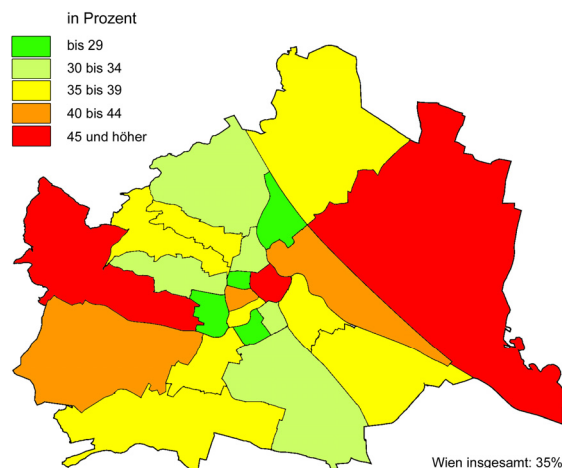 in Prozent
bis 29
30 bis 34
35 bis 39
40 bis 44
45 und höher
Wien insgesamt: 35%